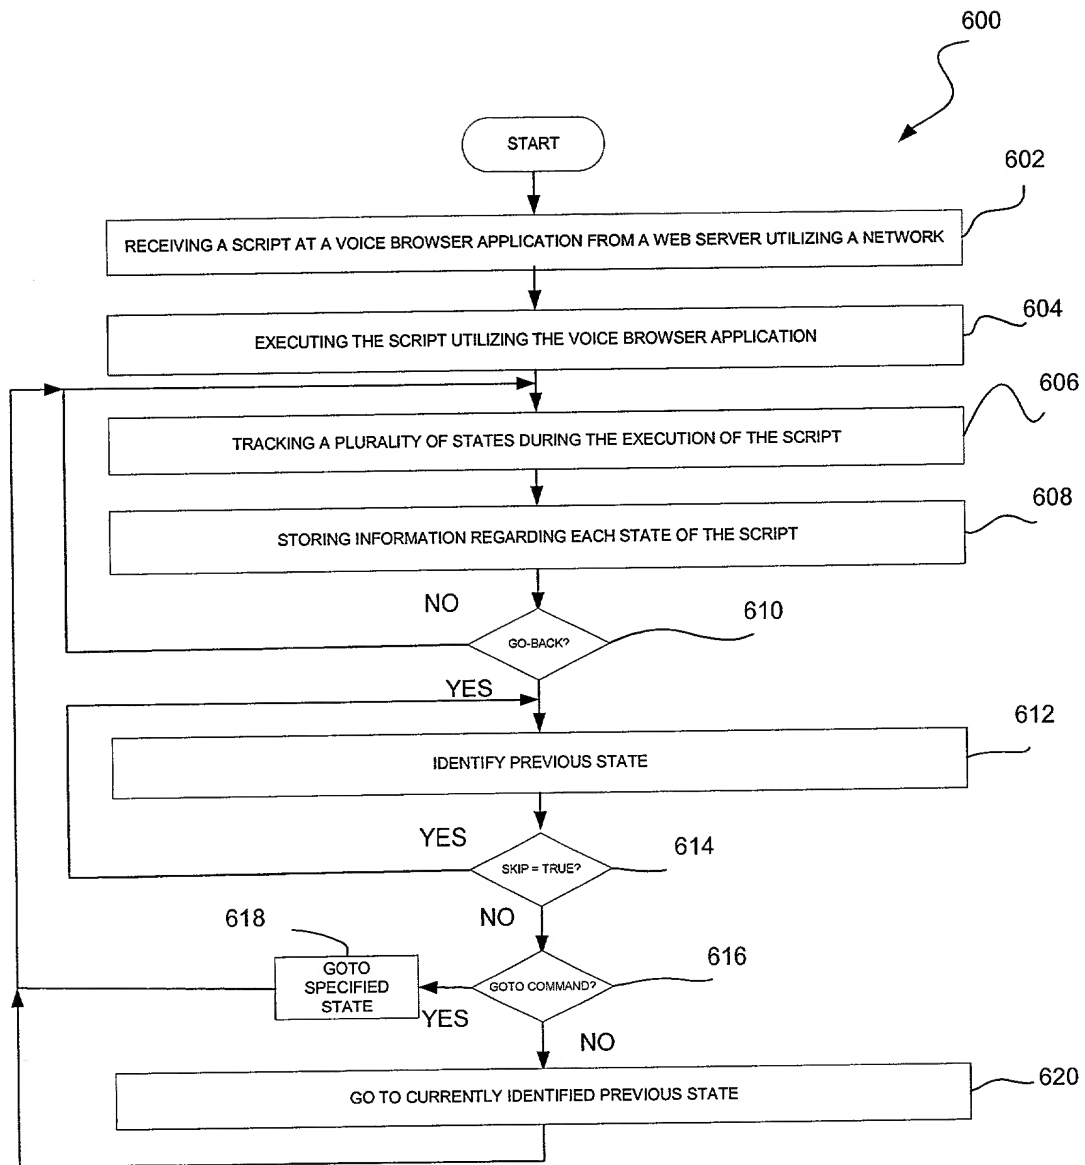 600
START
602
RECEIVING A SCRIPT AT A VOICE BROWSER APPLICATION FROM A WEB SERVER UTILIZING A NETWORK
604
EXECUTING THE SCRIPT UTILIZING THE VOICE BROWSER APPLICATION
606
TRACKING A PLURALITY OF STATES DURING THE EXECUTION OF THE SCRIPT
608
STORING INFORMATION REGARDING EACH STATE OF THE SCRIPT
NO
610
GO-BACK?
YES
612
IDENTIFY PREVIOUS STATE
YES
614
SKIP = TRUE?
NO
618
616
GOTO
SPECIFIED
STATE
GOTO COMMAND?
YES
NO
620
GO TO CURRENTLY IDENTIFIED PREVIOUS STATE